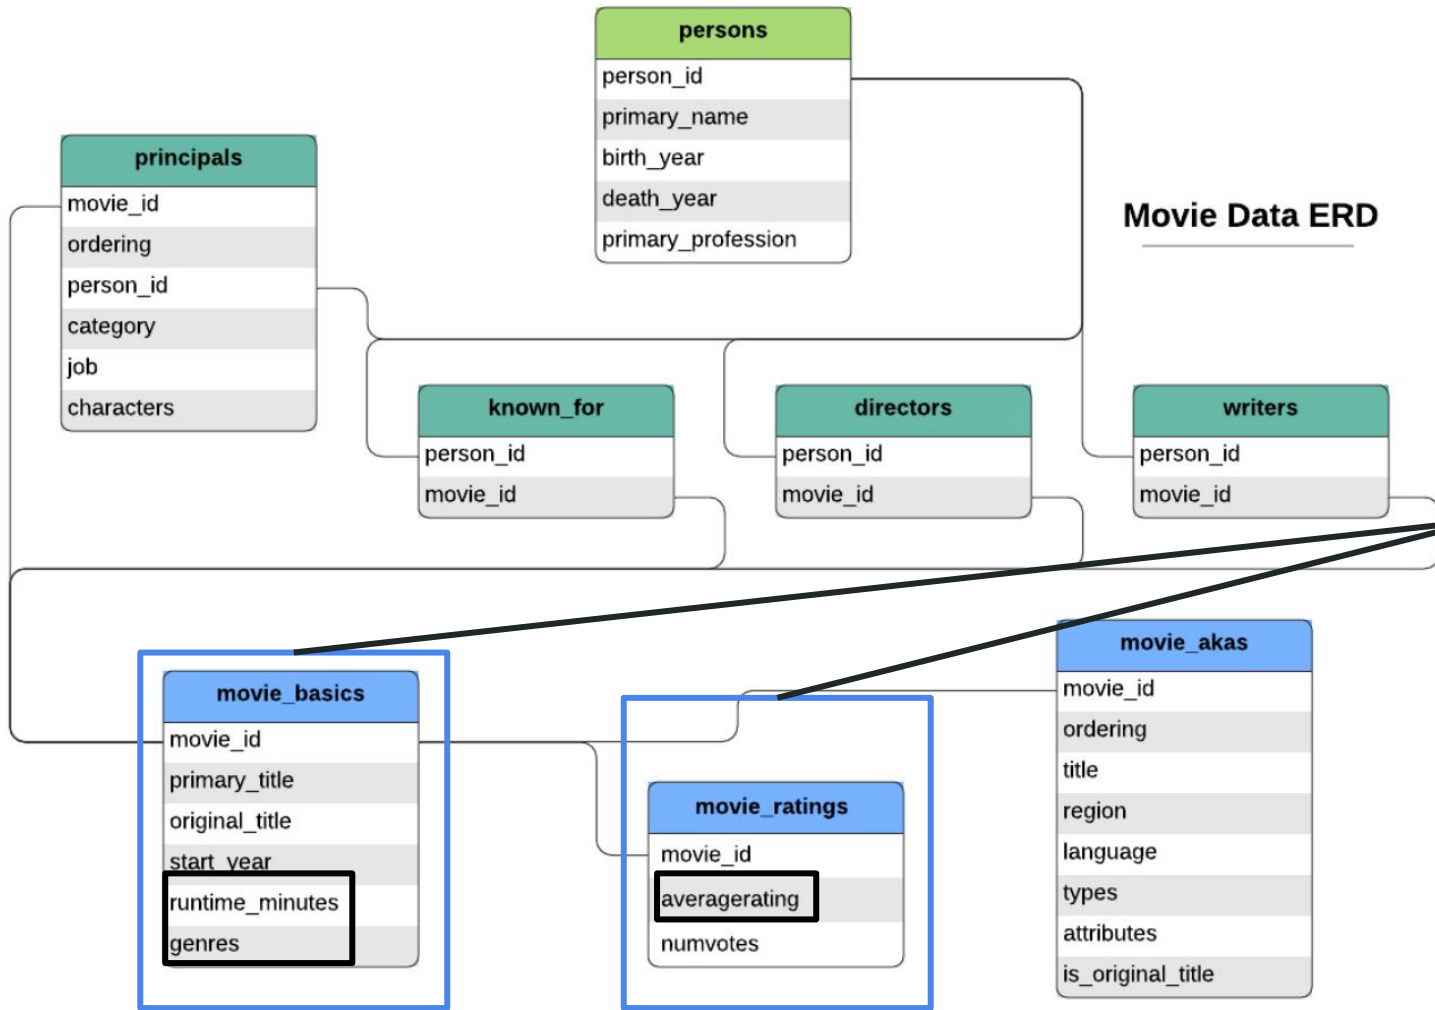 persons
person_id
primary_name
birth_year
death_year
primary_profession
principals
movie_id
ordering
person_id
category
job
characters
Movie Data ERD
known_for
person_id
movie_id
directors
person_id
movie_id
writers
person_id
movie_id
movie_basics
movie_id
primary_title
original_title
start_year
runtime_minutes
genres
movie_ratings
movie_id
averagerating
numvotes
movie_akas
movie_id
ordering
title
region
language
types
attributes
is_original_title